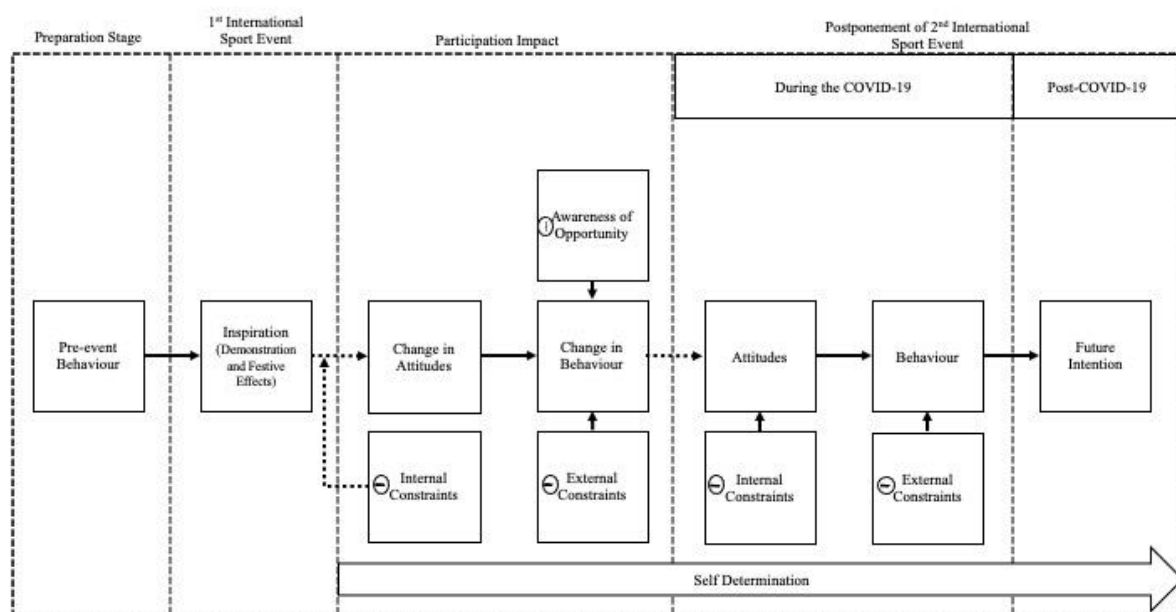 Preparation Stage
1st International
Sport Event
Participation Impact
Postponement of 2nd International
Sport Event
During the COVID-19
Post-COVID-19
Awareness of
Opportunity
Pre-event
Behaviour
Inspiration
(Demonstration
and Festive
Effects)
Change in
Attitudes
Change in
Behaviour
Attitudes
Behaviour
Future
Intention
Internal
Constraints
External
Constraints
Internal
Constraints
External
Constraints
Self Determination